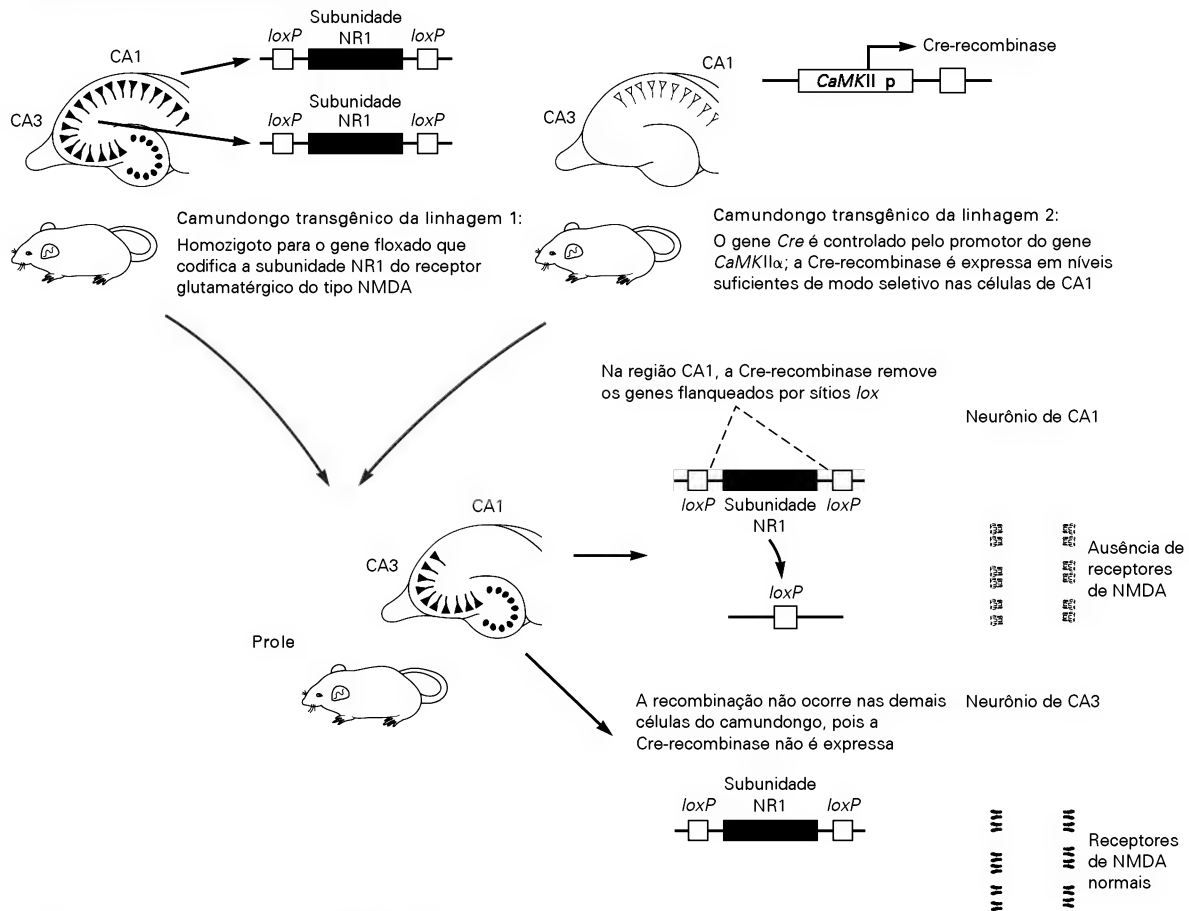 Subunidade
loxP NR1 loxP
CA1
CA3
Subunidade
loxP NR1 loxP
Camundongo transgênico da linhagem 1:
Homozigoto para o gene floxado que
codifica a subunidade NR1 do receptor
glutamatérgico do tipo NMDA
CA1
CA3
Cre-recombinase
CaMKII p
Camundongo transgênico da linhagem 2:
O gene Cre é controlado pelo promotor do gene
CaMKIIα; a Cre-recombinase é expressa em níveis
suficientes de modo seletivo nas células de CA1
Na região CA1, a Cre-recombinase remove
os genes flanqueados por sítios lox
Neurônio de CA1
loxP Subunidade loxP
NR1
loxP
Ausência de
receptores
de NMDA
CA1
CA3
Prole
A recombinação não ocorre nas demais
células do camundongo, pois a
Cre-recombinase não é expressa
Neurônio de CA3
Subunidade
loxP NR1 loxP
Receptores
de NMDA
normais